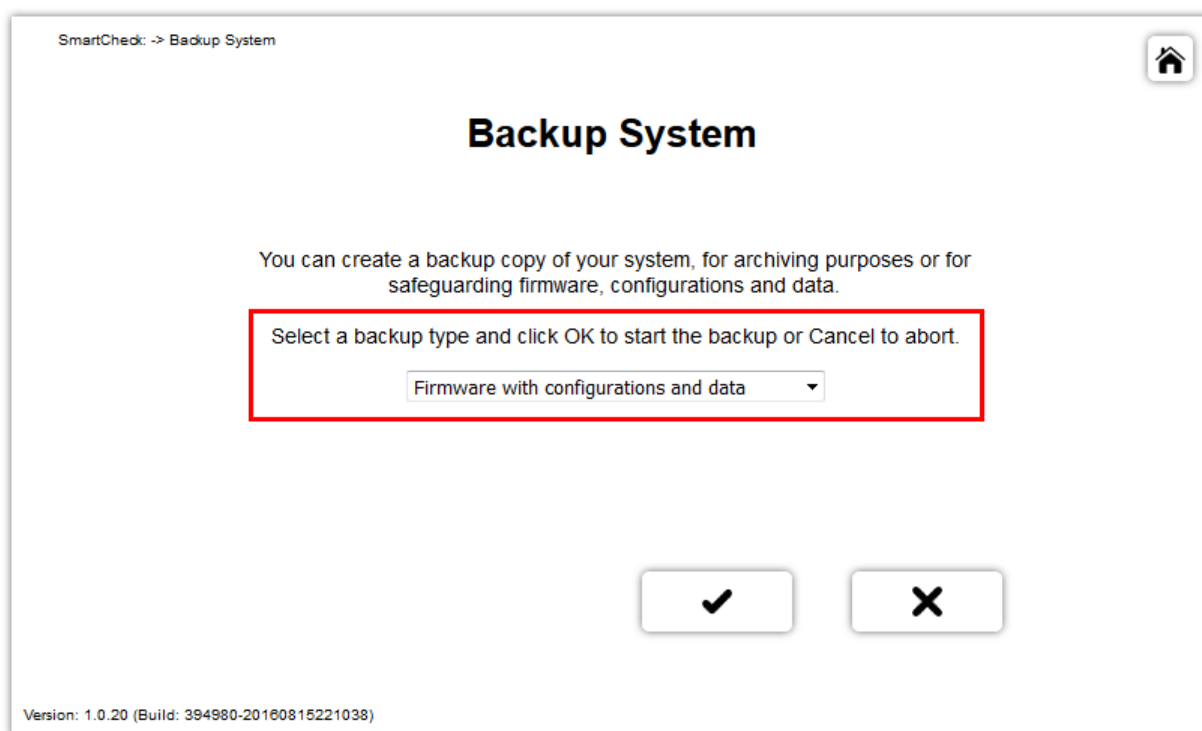 SmartCheck: -> Backup System
Backup System
You can create a backup copy of your system, for archiving purposes or for
safeguarding firmware, configurations and data.
Select a backup type and click OK to start the backup or Cancel to abort.
Firmware with configurations and data
Version: 1.0.20 (Build: 394980-20160815221038)